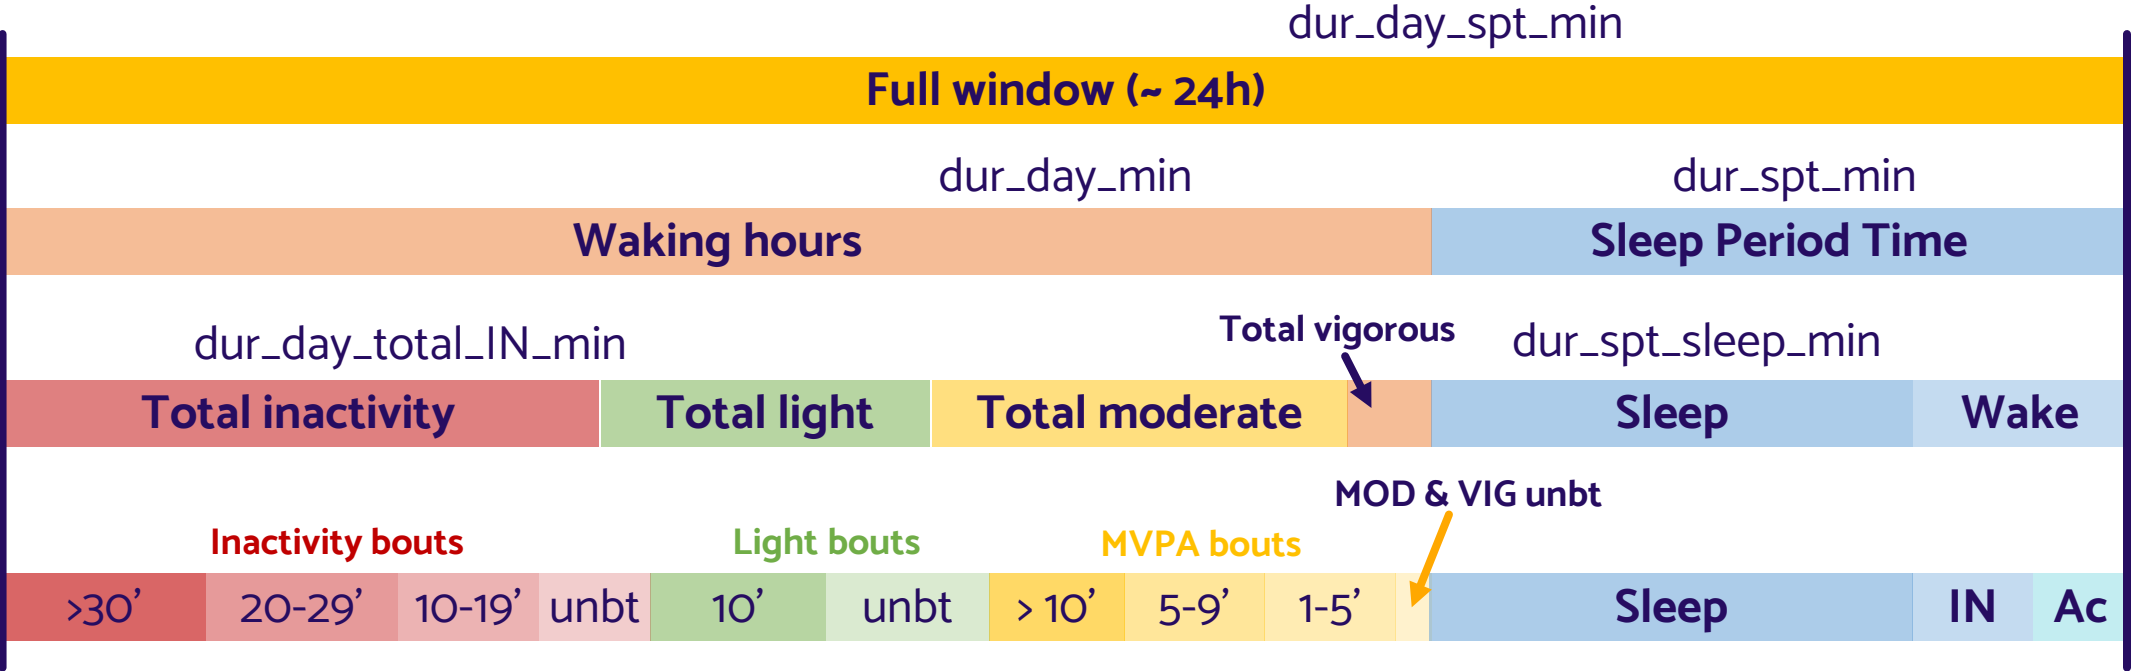 dur_day_spt_min
Full window (~ 24h)
dur_day_min
dur_spt_min
Waking hours
Sleep Period Time
dur_day_total_IN_min
Total vigorous
dur_spt_sleep_min
Total inactivity
Total light
Total moderate
Sleep
Wake
MOD & VIG unbt
Inactivity bouts
Light bouts
MVPA bouts
>30’
20-29’
10-19’
unbt
10’
unbt
> 10’
5-9’
1-5’
Sleep
IN
Ac